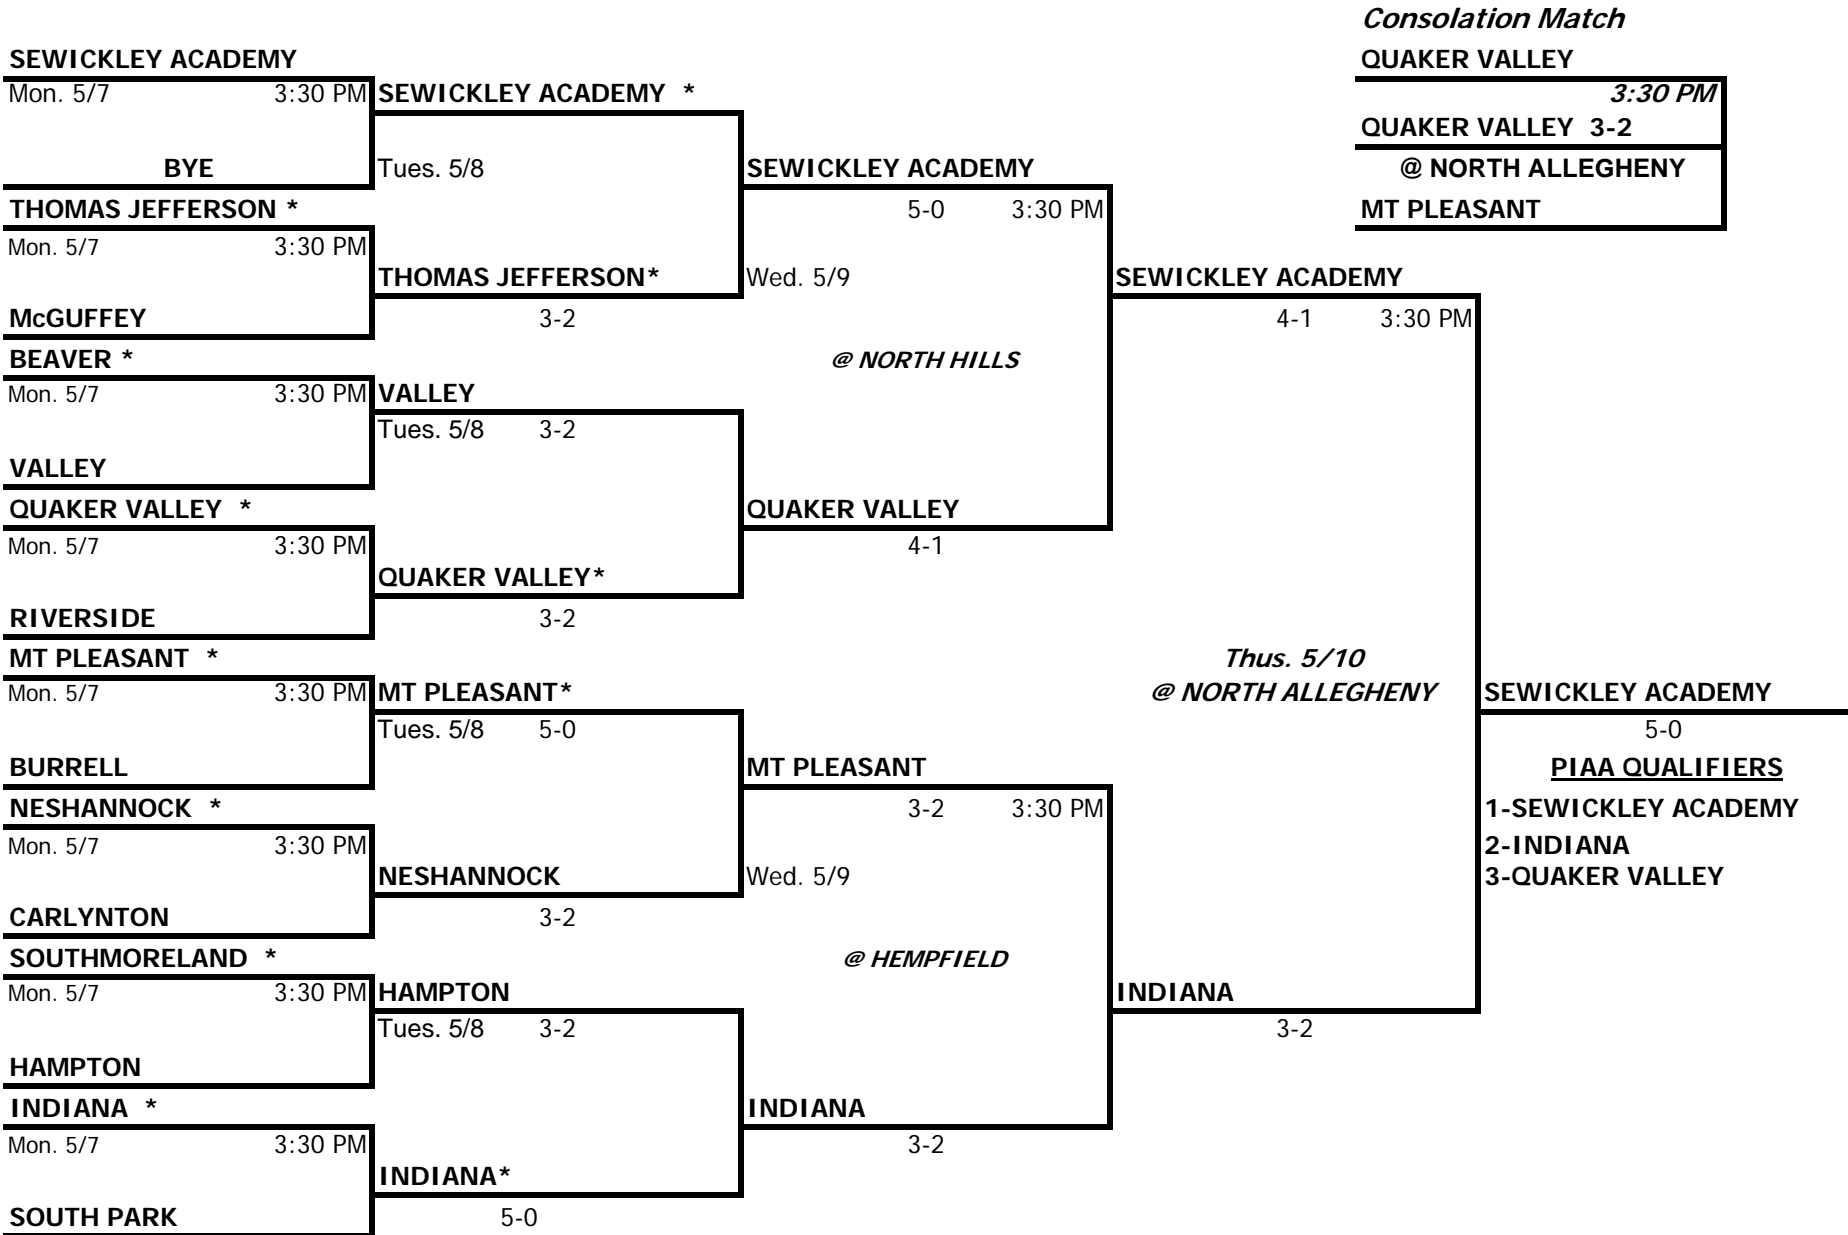 Consolation Match
SEWICKLEY ACADEMY
QUAKER VALLEY
Mon. 5/7 3:30 PM
SEWICKLEY ACADEMY *
3:30 PM
QUAKER VALLEY 3-2
BYE
Tues. 5/8
SEWICKLEY ACADEMY
@ NORTH ALLEGHENY
THOMAS JEFFERSON *
5-0 3:30 PM
MT PLEASANT
Mon. 5/7 3:30 PM
THOMAS JEFFERSON*
Wed. 5/9
SEWICKLEY ACADEMY
McGUFFEY
3-2
4-1 3:30 PM
BEAVER *
@ NORTH HILLS
Mon. 5/7 3:30 PM
VALLEY
Tues. 5/8 3-2
VALLEY
QUAKER VALLEY *
QUAKER VALLEY
Mon. 5/7 3:30 PM
4-1
QUAKER VALLEY*
RIVERSIDE
3-2
MT PLEASANT *
Thus. 5/10
Mon. 5/7 3:30 PM
MT PLEASANT*
@ NORTH ALLEGHENY
SEWICKLEY ACADEMY
Tues. 5/8 5-0
5-0
BURRELL
MT PLEASANT
PIAA QUALIFIERS
NESHANNOCK *
3-2 3:30 PM
1-SEWICKLEY ACADEMY
Mon. 5/7 3:30 PM
2-INDIANA
NESHANNOCK
Wed. 5/9
3-QUAKER VALLEY
CARLYNTON
3-2
SOUTHMORELAND *
@ HEMPFIELD
Mon. 5/7 3:30 PM
HAMPTON
INDIANA
Tues. 5/8 3-2
3-2
HAMPTON
INDIANA *
INDIANA
Mon. 5/7 3:30 PM
3-2
INDIANA*
SOUTH PARK
5-0